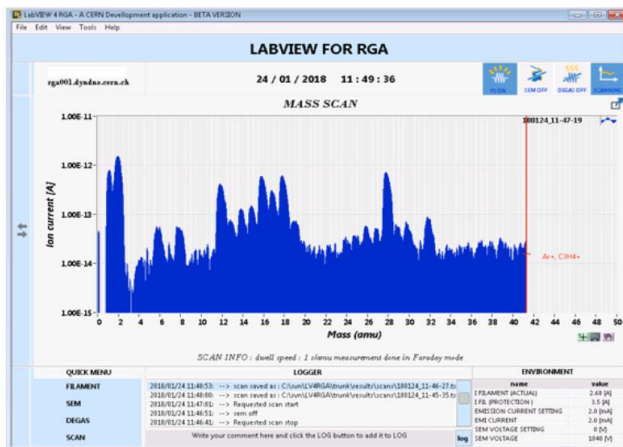 LabVIEW 4 RGA - A CERN Devellopment application - BETA VERSION
File Edit View Tools Help
LABVIEW FOR RGA
rga001.dyndns.cern.ch
24 / 01 / 2018 11 : 49 : 36
FIL ON SEM OFF DEGAS OFF SCANNING
MASS SCAN
180124_11-47-19
1.00E-11
1.00E-12
1.00E-13
1.00E-14
1.00E-15
Ion current [A]
Ar+, C3H4+
0 2 4 6 8 10 12 14 16 18 20 22 24 26 28 30 32 34 36 38 40 42 44 46 48 50
Mass (amu)
SCAN INFO : dwell speed : 1 s/amu measurement done in Faraday mode
QUICK MENU
FILAMENT
SEM
DEGAS
SCAN
LOGGER
2018/01/24 11:48:53: --> scan saved as : C:\svn\LV4RGA\trunk\results\scans\180124_11-46-27.ts
2018/01/24 11:48:00: --> scan saved as : C:\svn\LV4RGA\trunk\results\scans\180124_11-45-35.ts
2018/01/24 11:47:01: --> Requested scan start
2018/01/24 11:46:51: --> sem off
2018/01/24 11:46:41: --> Requested scan stop
Write your comment here and click the LOG button to add it to LOG
log
ENVIRONMENT
name value
I FILAMENT (ACTUAL) 2.68 [A]
I FIL (PROTECTION ) 3.5 [A]
EMISSION CURRENT SETTING 2.0 [mA]
EMI CURRENT 2.0 [mA]
SEM VOLTAGE SETTING 0 [V]
SEM VOLTAGE 1040 [V]